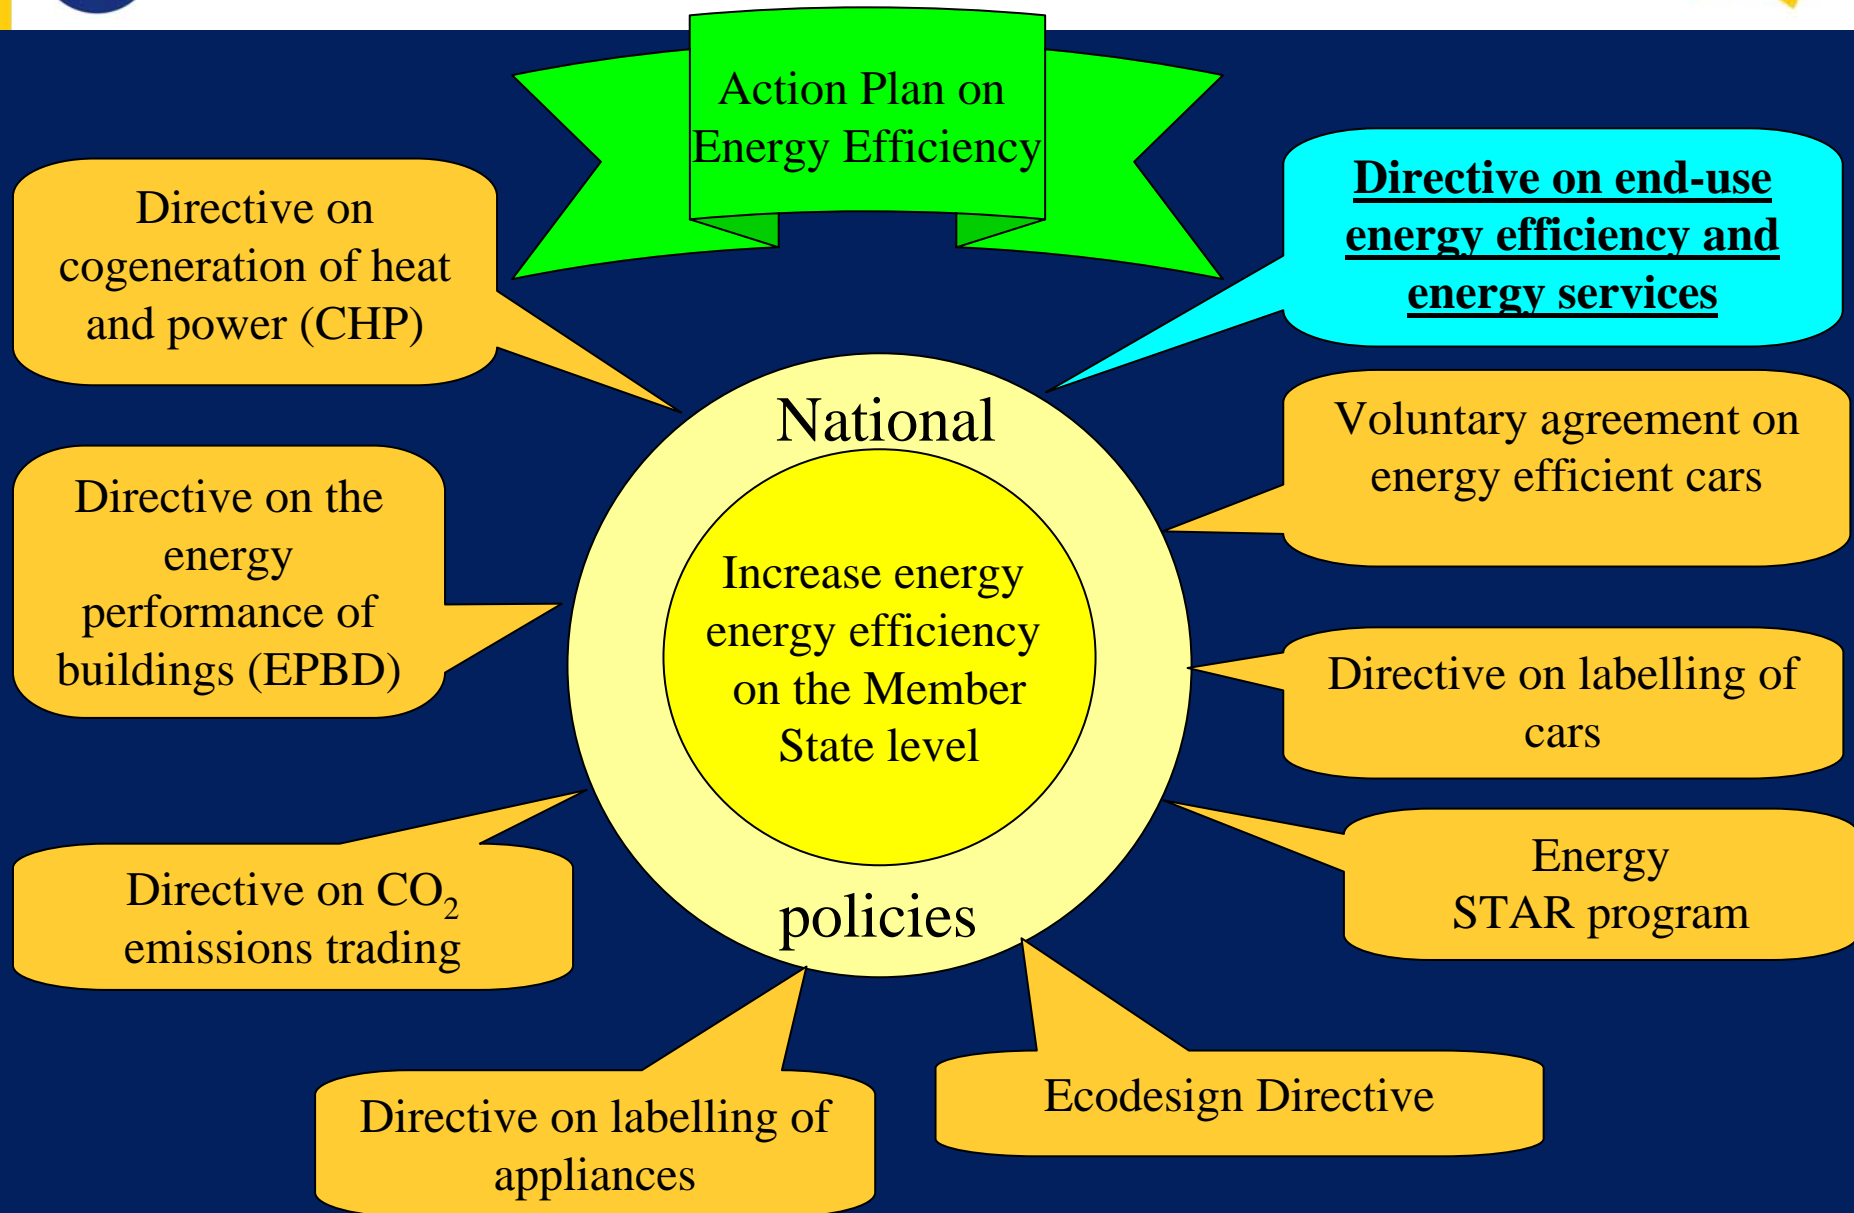 Action Plan on
Energy Efficiency
Directive on
cogeneration of heat
and power (CHP)
Directive on end-use
energy efficiency and
energy services
Voluntary agreement on
energy efficient cars
Directive on the
energy
performance of
buildings (EPBD)
National
Increase energy
energy efficiency
on the Member
State level
policies
Directive on labelling of
cars
Energy
STAR program
Directive on CO₂
emissions trading
Ecodesign Directive
Directive on labelling of
appliances